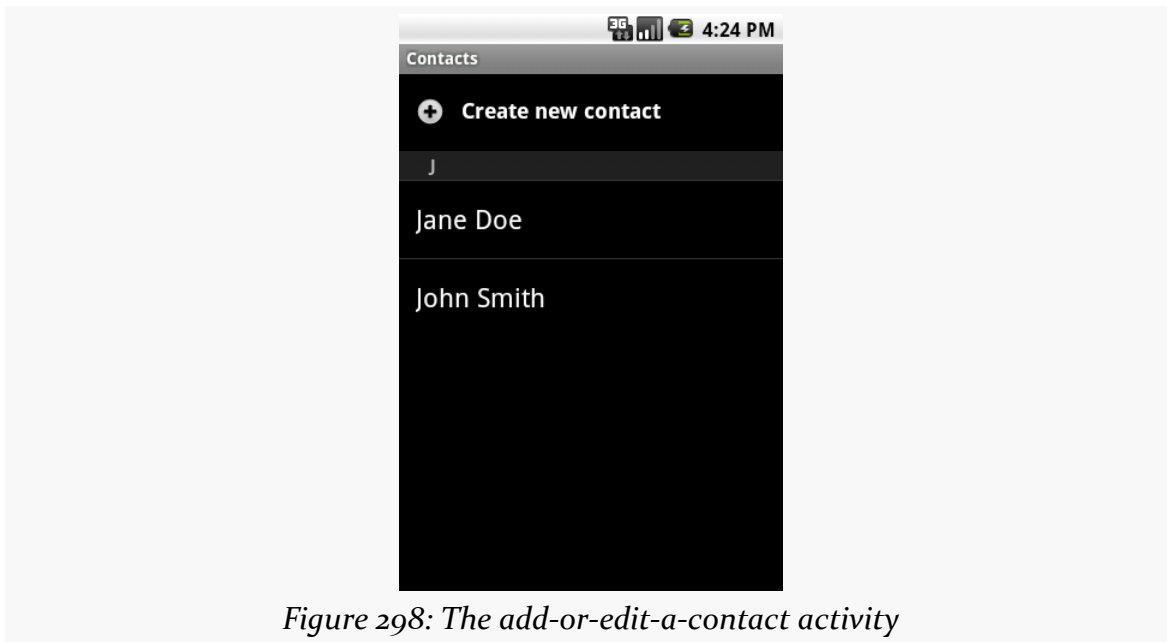 3G 4:24 PM
Contacts
Create new contact
J
Jane Doe
John Smith
Figure 298: The add-or-edit-a-contact activity